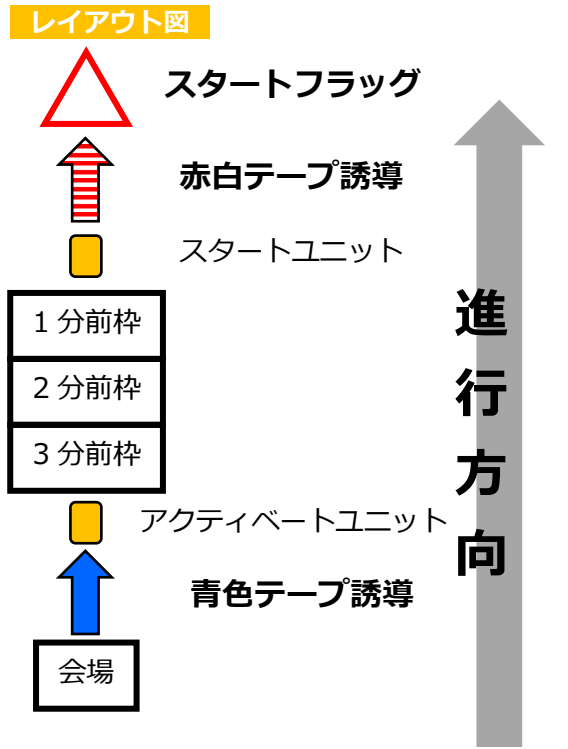 レイアウト図
スタートフラッグ
赤白テープ誘導
スタートユニット
1分前枠
2分前枠
3分前枠
アクティベートユニット
青色テープ誘導
会場
進行方向